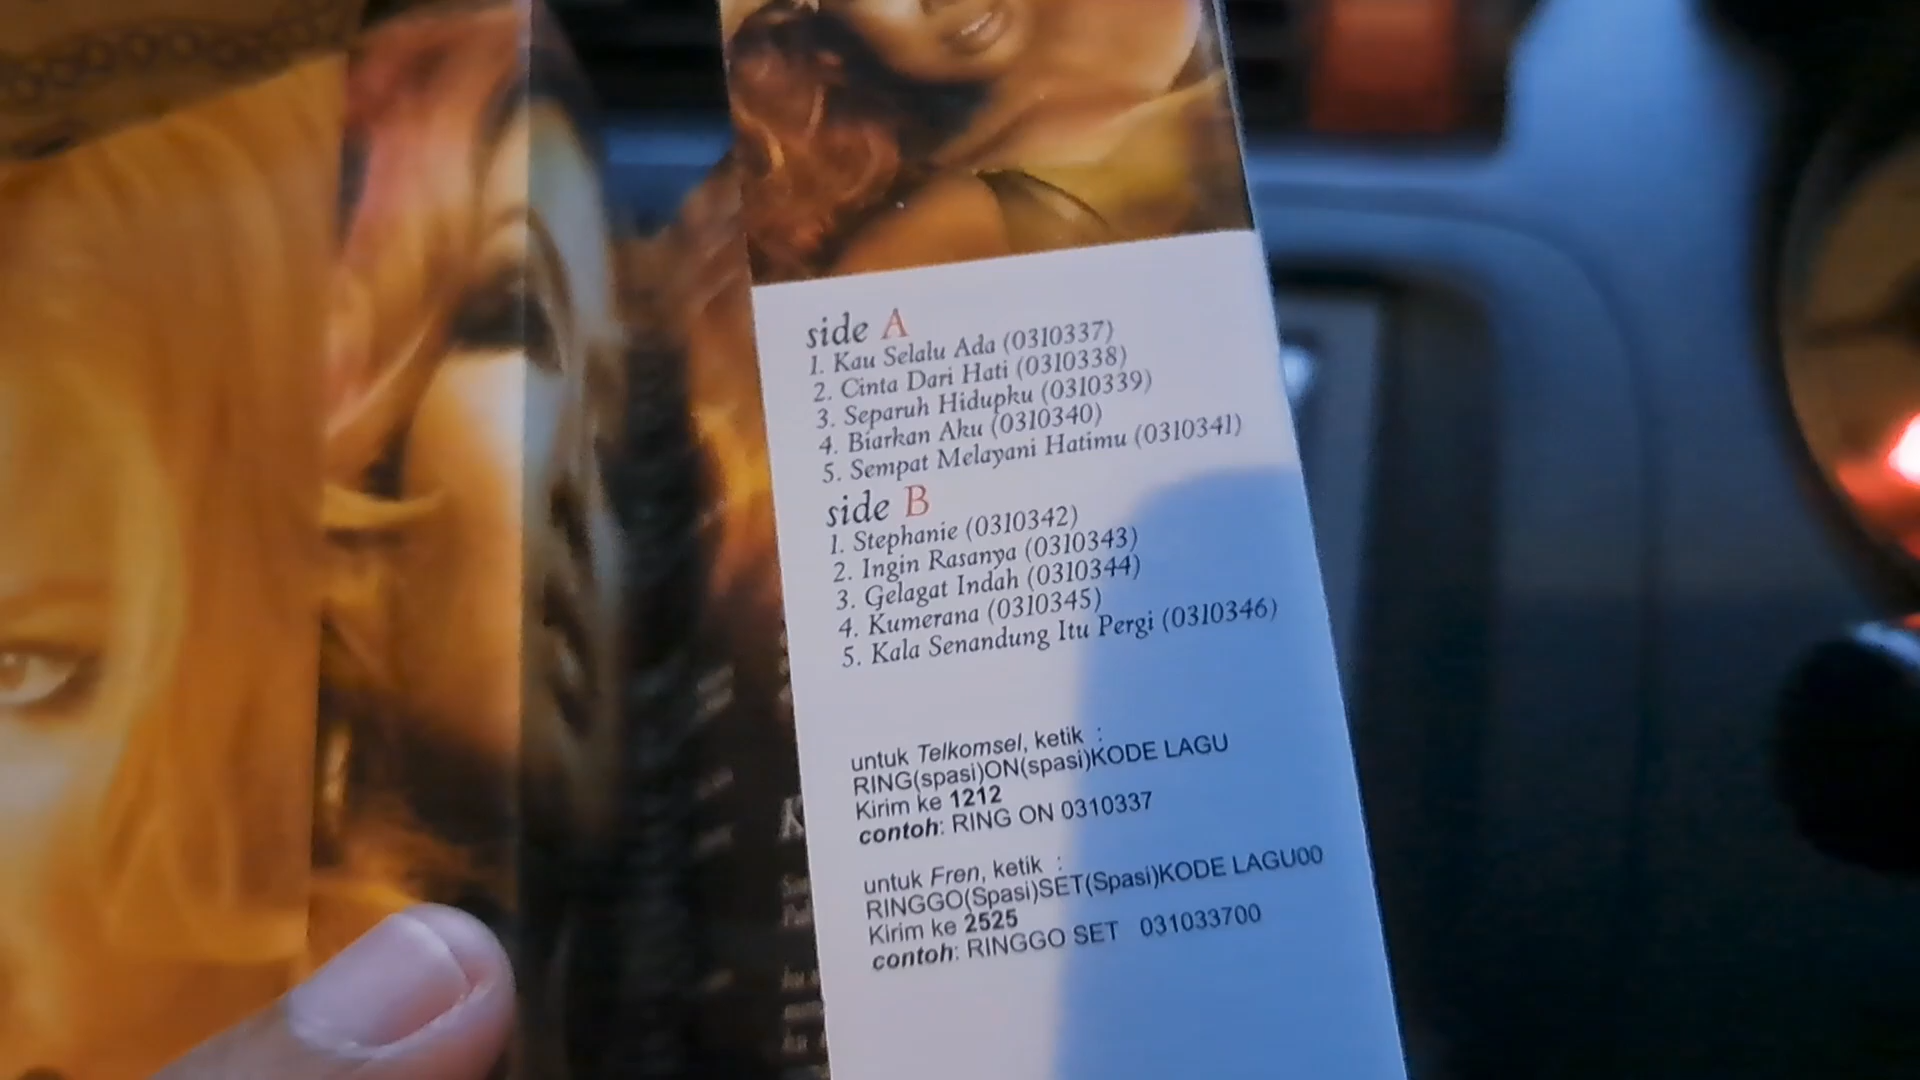 side A
1. Kau Selalu Ada (0310337)
2. Cinta Dari Hati (0310338)
3. Separuh Hidupku (0310339)
4. Biarkan Aku (0310340)
5. Sempat Melayani Hatimu (0310341)
side B
1. Stephanie (0310342)
2. Ingin Rasanya (0310343)
3. Gelagat Indah (0310344)
4. Kumerana (0310345)
5. Kala Senandung Itu Pergi (0310346)
untuk Telkomsel, ketik :
RING(spasi)ON(spasi)KODE LAGU
Kirim ke 1212
contoh: RING ON 0310337
untuk Fren, ketik :
RINGGO(Spasi)SET(Spasi)KODE LAGU00
Kirim ke 2525
contoh: RINGGO SET 031033700